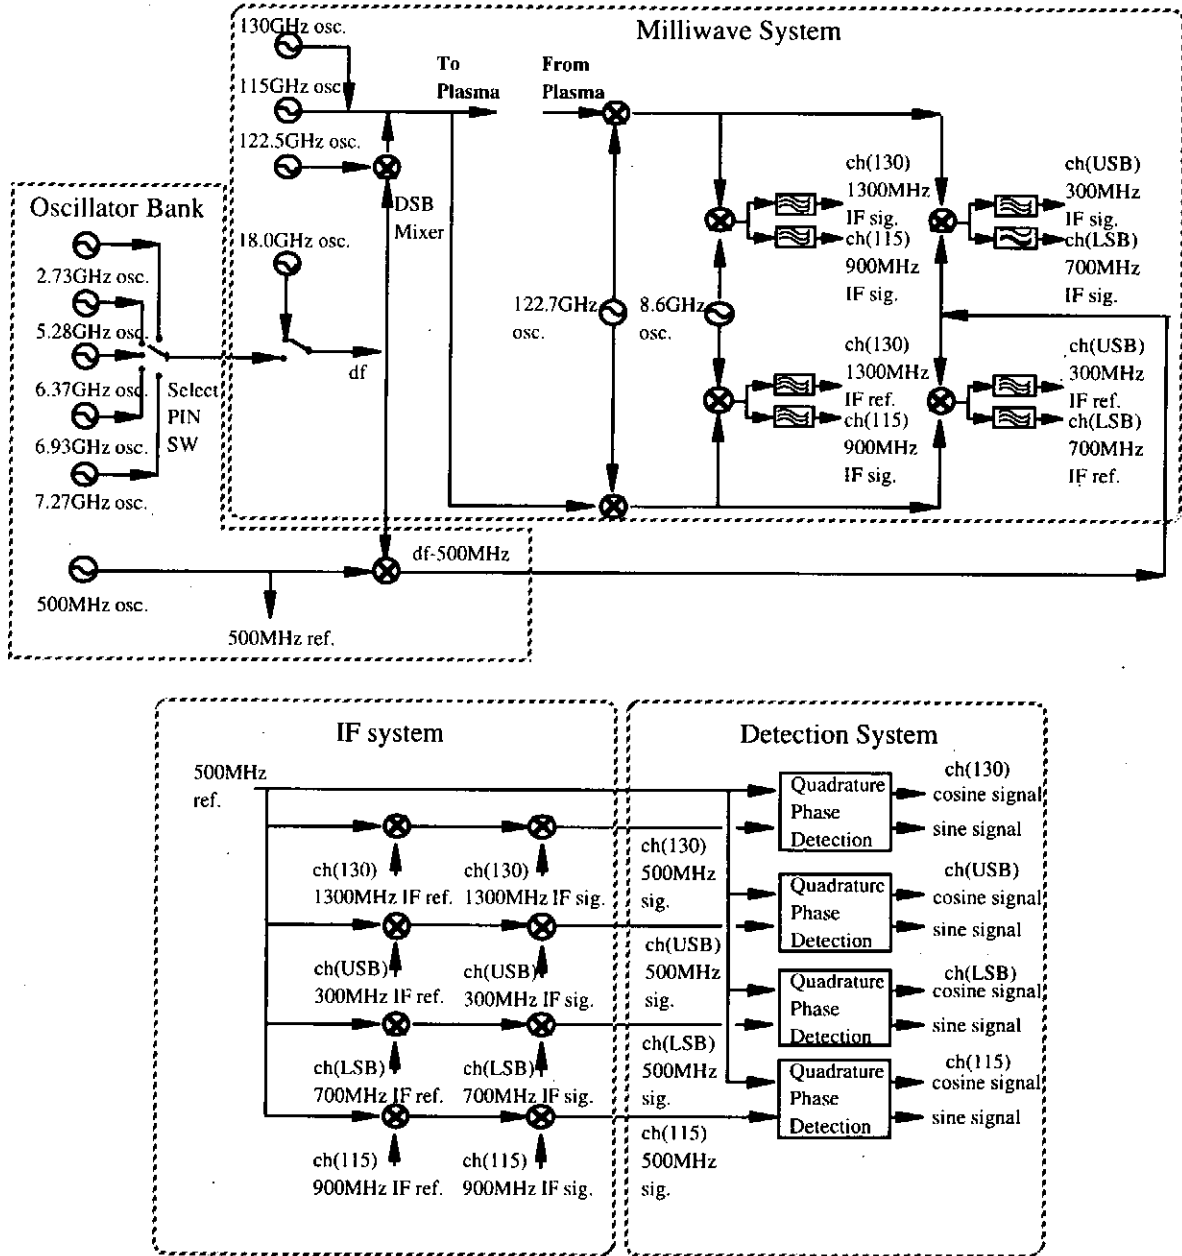 Milliwave System
130GHz osc.
115GHz osc.
122.5GHz osc.
To
Plasma
From
Plasma
DSB
Mixer
18.0GHz osc.
df
122.7GHz
osc.
8.6GHz
osc.
ch(130)
1300MHz
IF sig.
ch(115)
900MHz
IF sig.
ch(USB)
300MHz
IF sig.
ch(LSB)
700MHz
IF sig.
ch(130)
1300MHz
IF ref.
ch(115)
900MHz
IF sig.
ch(USB)
300MHz
IF ref.
ch(LSB)
700MHz
IF ref.
Oscillator Bank
2.73GHz osc.
5.28GHz osc.
6.37GHz osc.
6.93GHz osc.
7.27GHz osc.
Select
PIN
SW
500MHz osc.
500MHz ref.
df-500MHz
IF system
500MHz
ref.
ch(130)
1300MHz IF ref.
ch(130)
1300MHz IF sig.
ch(USB)
300MHz IF ref.
ch(USB)
300MHz IF sig.
ch(LSB)
700MHz IF ref.
ch(LSB)
700MHz IF sig.
ch(115)
900MHz IF ref.
ch(115)
900MHz IF sig.
Detection System
ch(130)
500MHz
sig.
ch(USB)
500MHz
sig.
ch(LSB)
500MHz
sig.
ch(115)
500MHz
sig.
Quadrature
Phase
Detection
ch(130)
cosine signal
sine signal
Quadrature
Phase
Detection
ch(USB)
cosine signal
sine signal
Quadrature
Phase
Detection
ch(LSB)
cosine signal
sine signal
Quadrature
Phase
Detection
ch(115)
cosine signal
sine signal